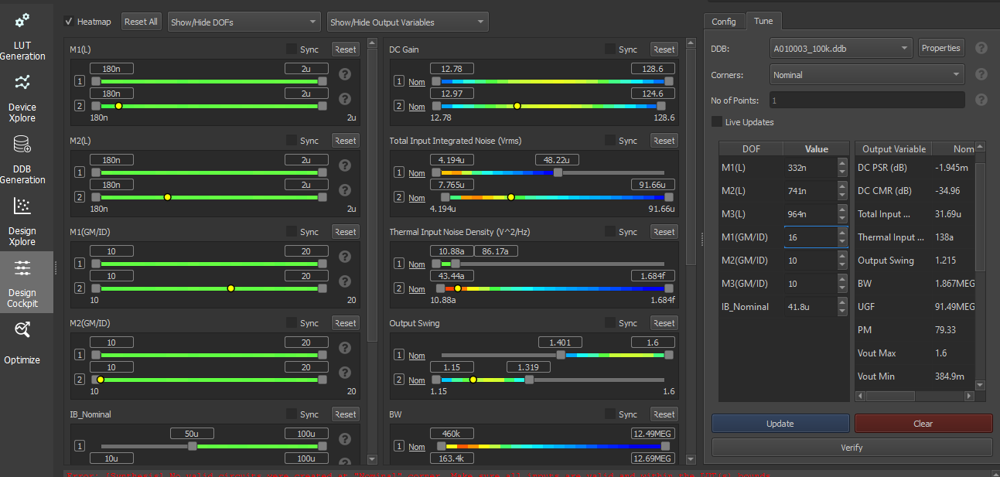 LUT
Generation
Device
Xplore
DDB
Generation
Design
Xplore
Design
Cockpit
Optimize
Heatmap Reset All Show/Hide DOFs Show/Hide Output Variables
M1(L) Sync Reset
180n 2u
1
180n 2u
2
180n 2u
M2(L) Sync Reset
180n 2u
1
180n 2u
2
180n 2u
M1(GM/ID) Sync Reset
10 20
1
10 20
2
10 20
M2(GM/ID) Sync Reset
10 20
1
10 20
2
10 20
IB_Nominal Sync Reset
50u 100u
1
10u 100u
DC Gain Sync Reset
12.78 128.6
1 Nom
12.97 124.6
2 Nom
12.78 128.6
Total Input Integrated Noise (Vrms) Sync Reset
4.194u 48.22u
1 Nom
7.765u 91.66u
2 Nom
4.194u 91.66u
Thermal Input Noise Density (V^2/Hz) Sync Reset
10.88a 86.17a
1 Nom
43.44a 1.684f
2 Nom
10.88a 1.684f
Output Swing Sync Reset
1.401 1.6
1 Nom
1.15 1.319
2 Nom
1.15 1.6
BW Sync Reset
460k 12.49MEG
1 Nom
163.4k 12.69MEG
Config Tune
DDB: A010003_100k.ddb Properties ?
Corners: Nominal ?
No of Points: 1 ?
Live Updates
DOF Value
M1(L) 332n
M2(L) 741n
M3(L) 964n
M1(GM/ID) 16
M2(GM/ID) 10
M3(GM/ID) 10
IB_Nominal 41.8u
Output Variable Nom
DC PSR (dB) -1.945m
DC CMR (dB) -34.96
Total Input ... 31.69u
Thermal Input ... 138a
Output Swing 1.215
BW 1.867MEG
UGF 91.49MEG
PM 79.33
Vout Max 1.6
Vout Min 384.9m
Update Clear
Verify